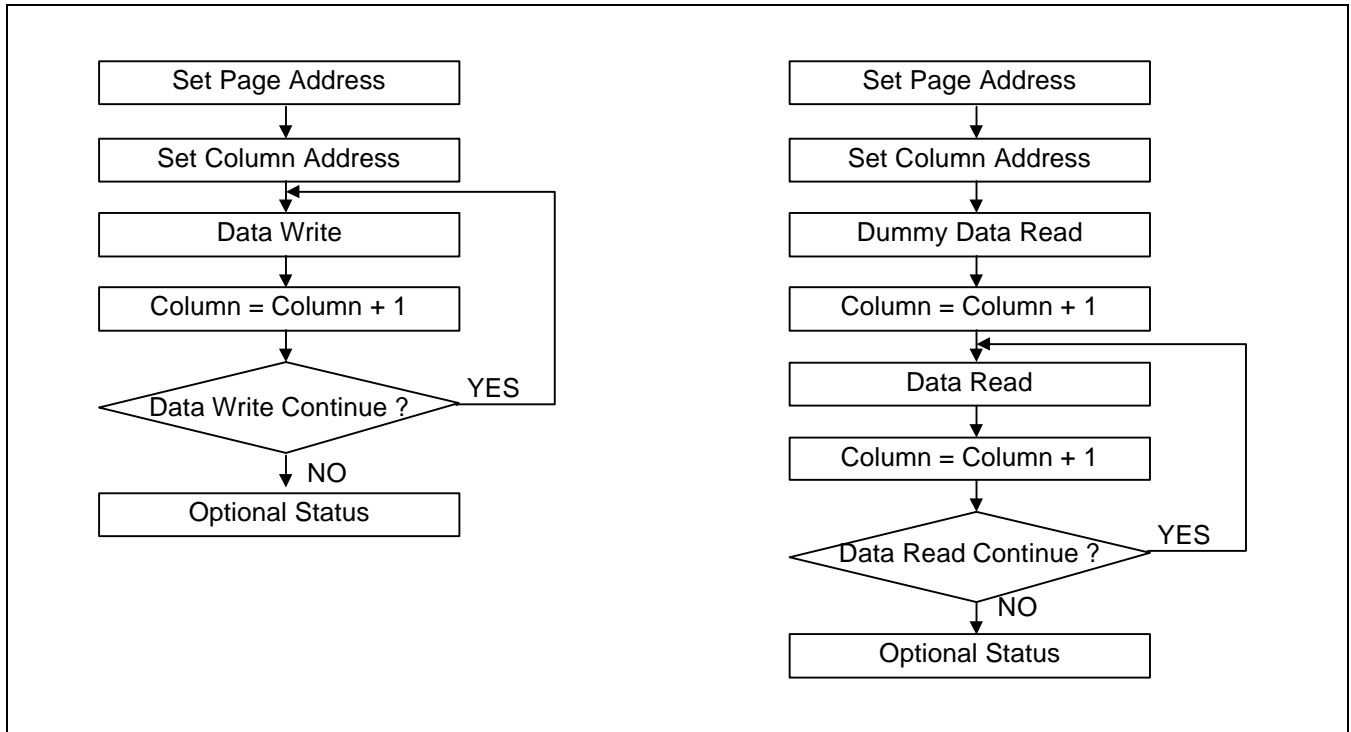 Set Page Address
Set Column Address
Data Write
Column = Column + 1
Data Write Continue ?
YES
NO
Optional Status
Set Page Address
Set Column Address
Dummy Data Read
Column = Column + 1
Data Read
Column = Column + 1
Data Read Continue ?
YES
NO
Optional Status